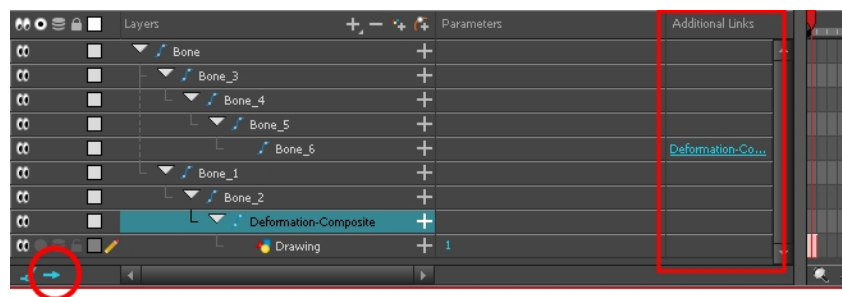 Layers Parameters Additional Links
Bone
Bone_3
Bone_4
Bone_5
Bone_6 Deformation-Co...
Bone_1
Bone_2
Deformation-Composite
Drawing 1